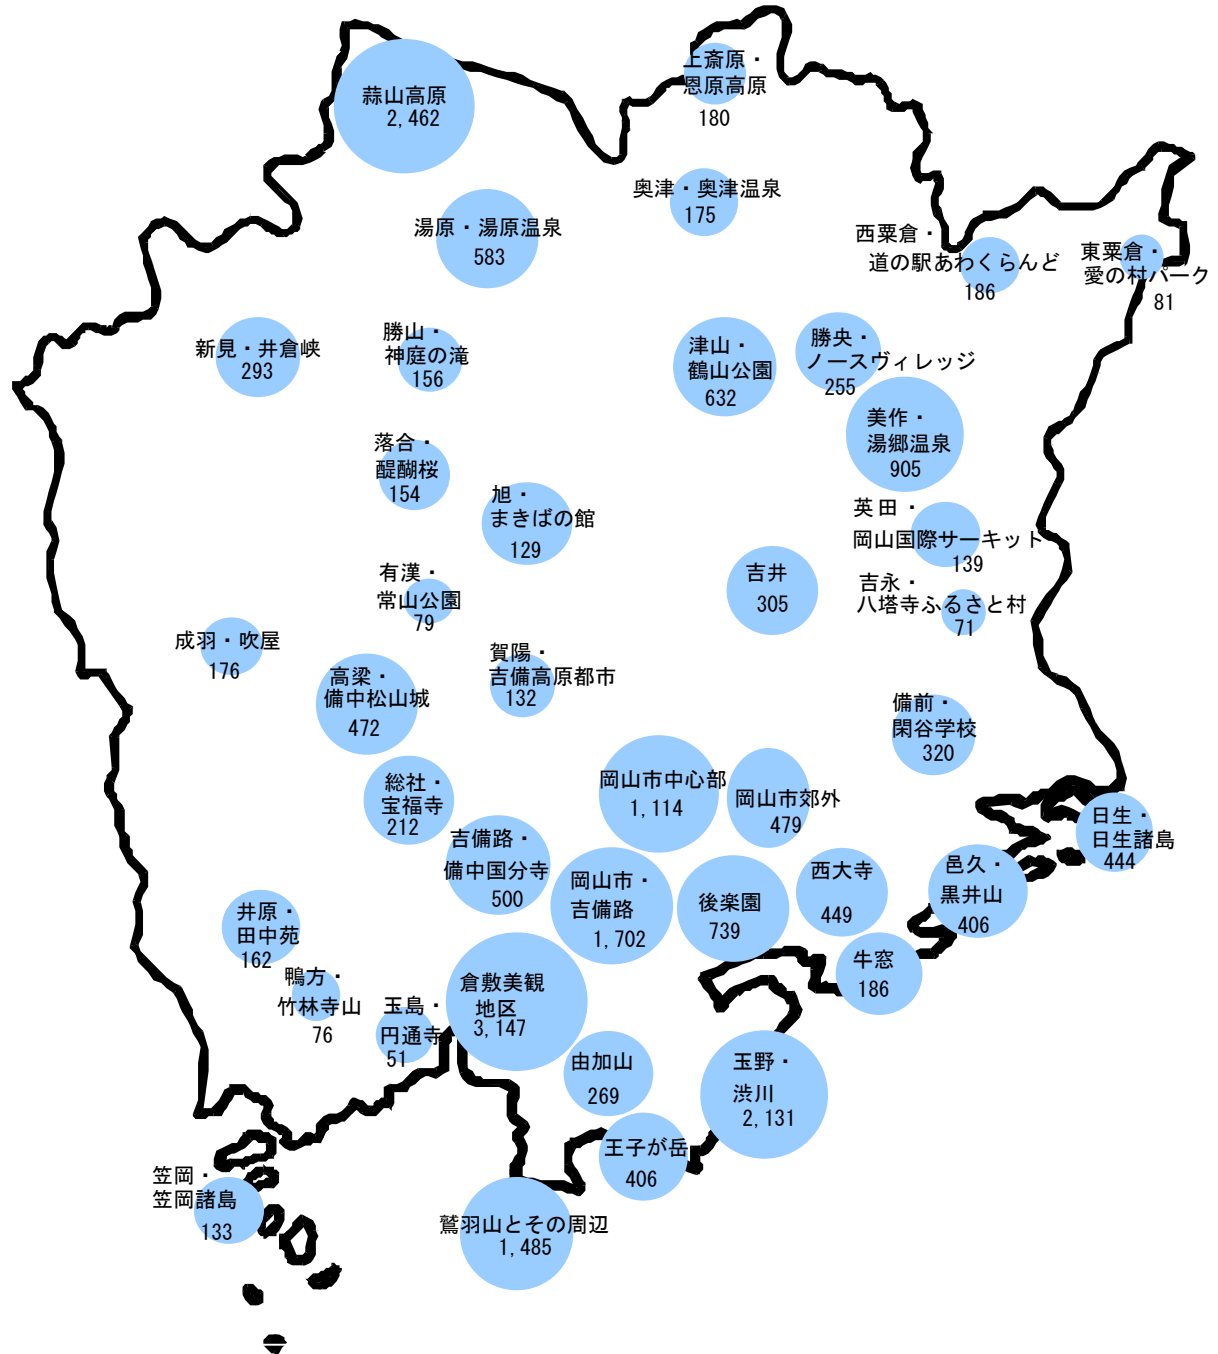 上斎原・
恩原高原
180
蒜山高原
2,462
奥津・奥津温泉
175
湯原・湯原温泉
583
西粟倉・
道の駅あわくらんど
186
東粟倉・
愛の村パーク
81
新見・井倉峡
293
勝山・
神庭の滝
156
津山・
鶴山公園
632
勝央・
ノースヴィレッジ
255
美作・
湯郷温泉
905
落合・
醍醐桜
154
旭・
まきばの館
129
英田・
岡山国際サーキット
139
有漢・
常山公園
79
吉井
305
吉永・
八塔寺ふるさと村
71
成羽・吹屋
176
高梁・
備中松山城
472
賀陽・
吉備高原都市
132
備前・
閑谷学校
320
総社・
宝福寺
212
岡山市中心部
1,114
岡山市郊外
479
日生・
日生諸島
444
吉備路・
備中国分寺
500
岡山市・
吉備路
1,702
後楽園
739
西大寺
449
邑久・
黒井山
406
井原・
田中苑
162
牛窓
186
鴨方・
竹林寺山
76
玉島・
円通寺
51
倉敷美観
地区
3,147
由加山
269
玉野・
渋川
2,131
王子が岳
406
笠岡・
笠岡諸島
133
鷲羽山とその周辺
1,485